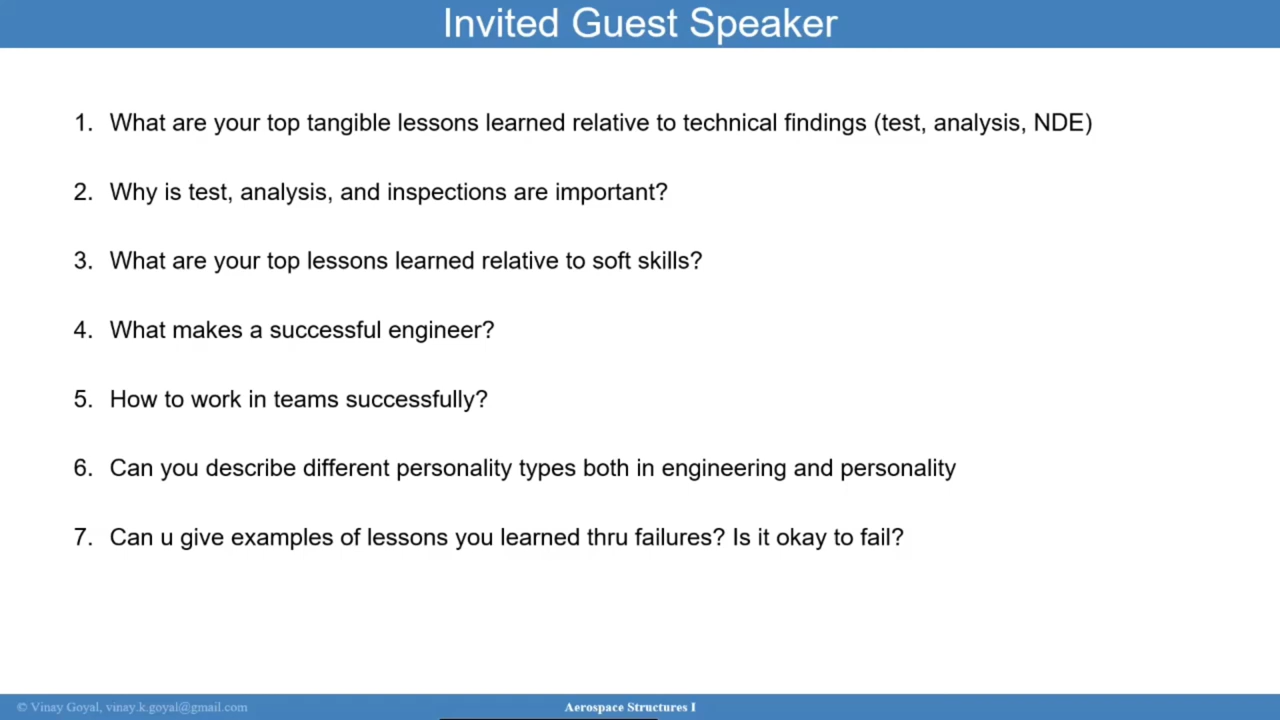 Invited Guest Speaker
1. What are your top tangible lessons learned relative to technical findings (test, analysis, NDE)
2. Why is test, analysis, and inspections are important?
3. What are your top lessons learned relative to soft skills?
4. What makes a successful engineer?
5. How to work in teams successfully?
6. Can you describe different personality types both in engineering and personality
7. Can u give examples of lessons you learned thru failures? Is it okay to fail?
© Vinay Goyal, vinay.k.goyal@gmail.com
Aerospace Structures I